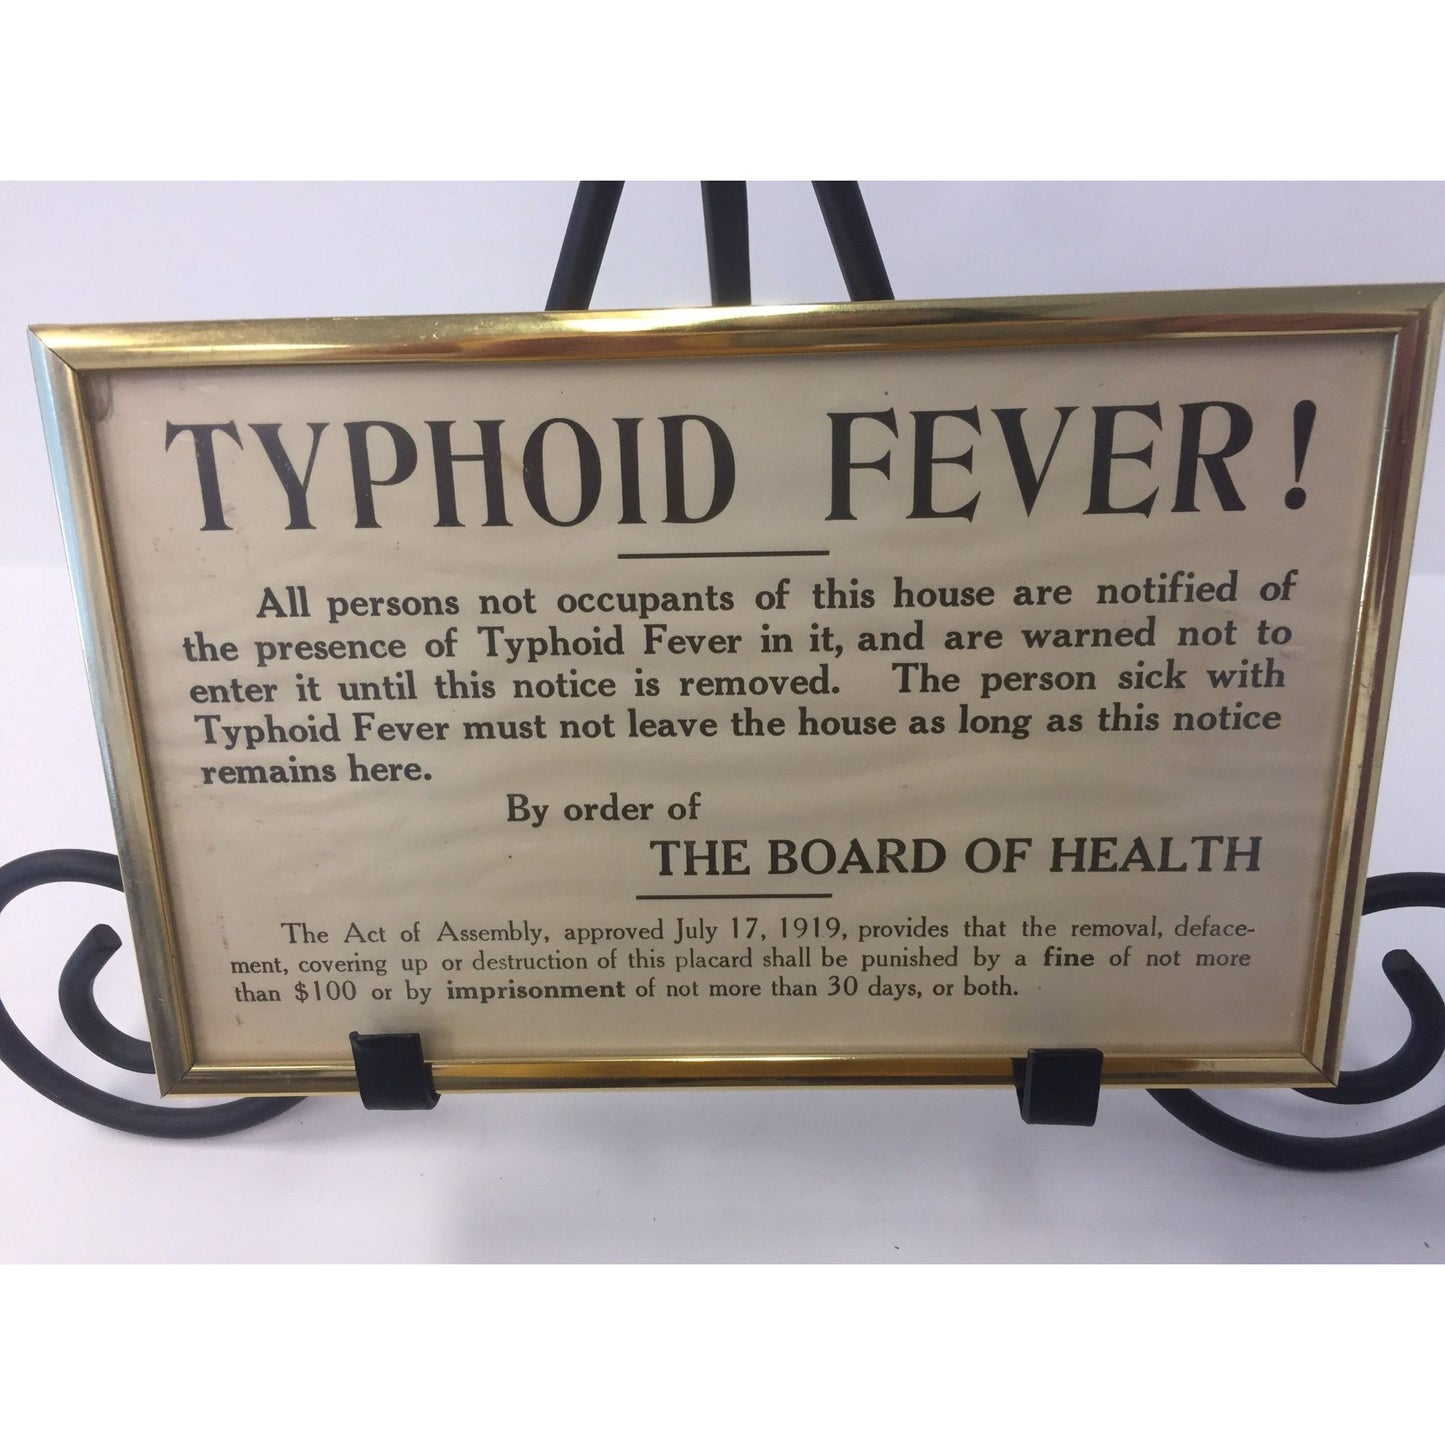 TYPHOID FEVER!
All persons not occupants of this house are notified of
the presence of Typhoid Fever in it, and are warned not to
enter it until this notice is removed. The person sick with
Typhoid Fever must not leave the house as long as this notice
remains here.
By order of
THE BOARD OF HEALTH
The Act of Assembly, approved July 17, 1919, provides that the removal, deface-
ment, covering up or destruction of this placard shall be punished by a fine of not more
than $100 or by imprisonment of not more than 30 days, or both.